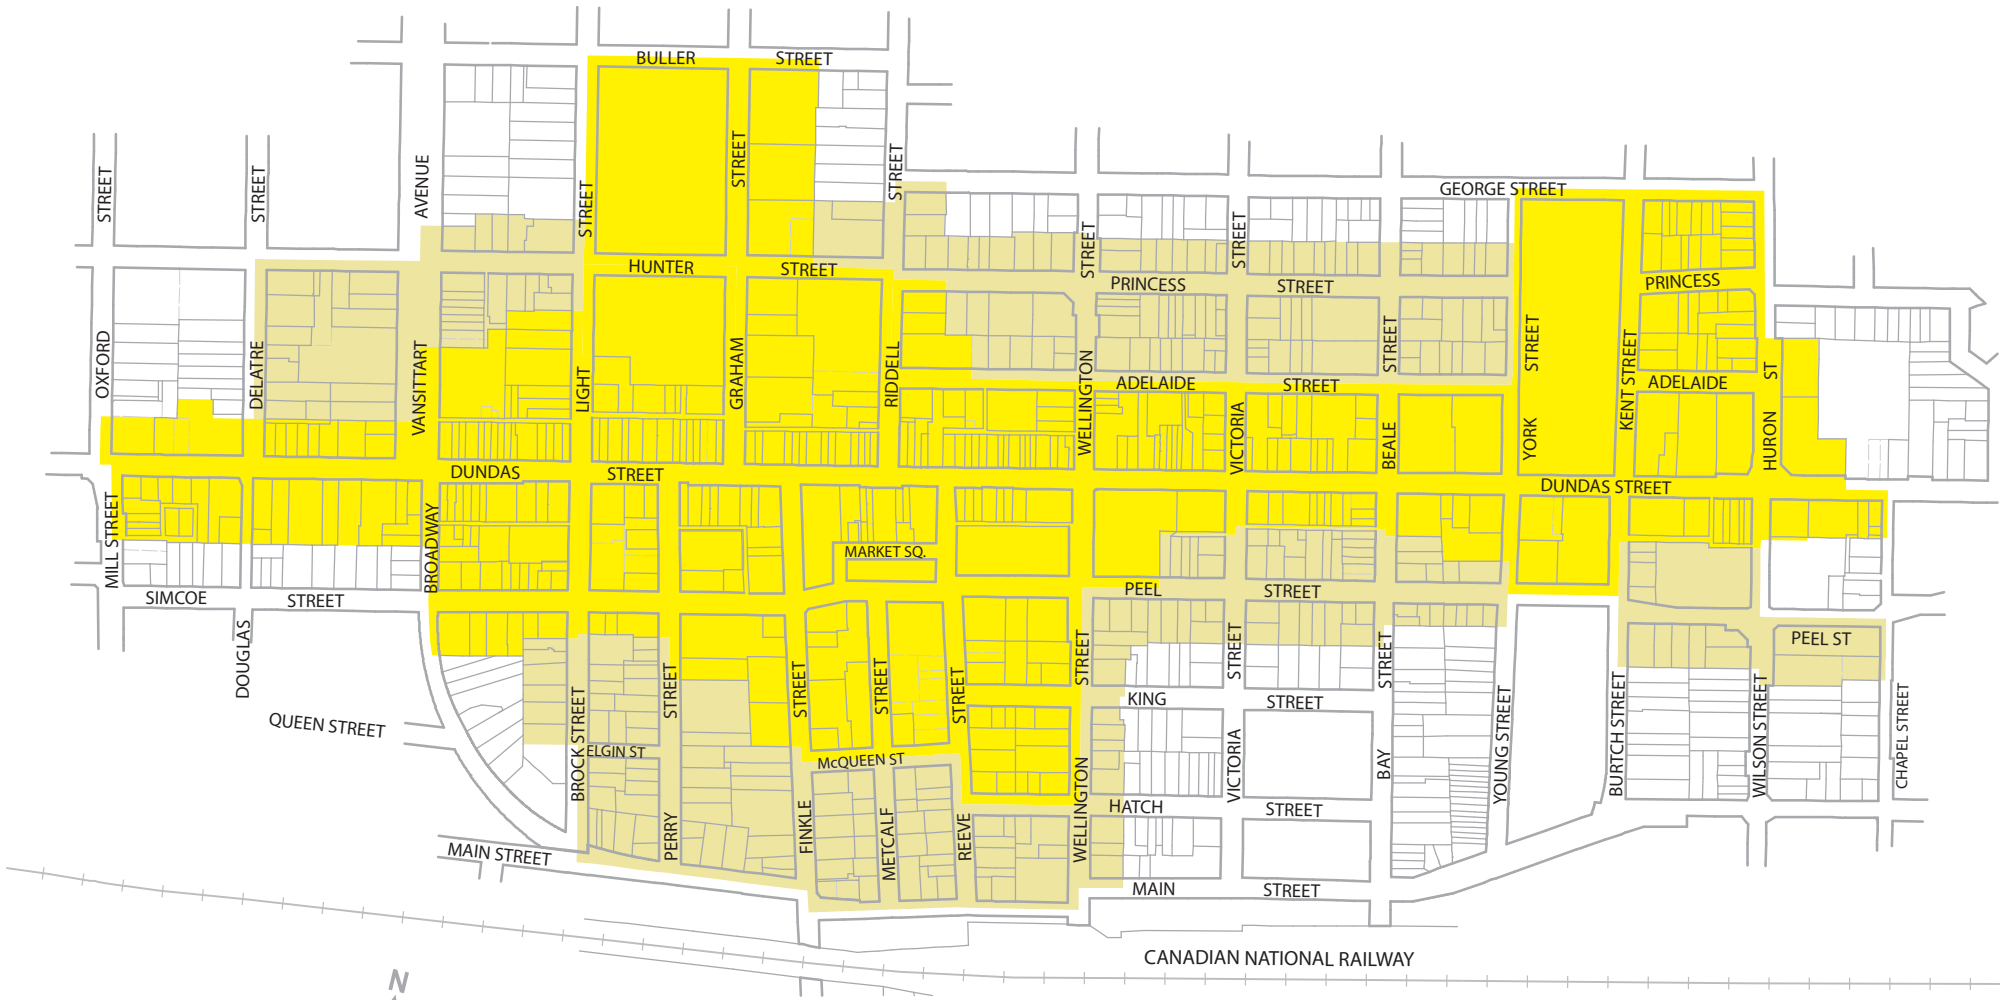 BULLER STREET
STREET
STREET
AVENUE
STREET
STREET
STREET
GEORGE STREET
STREET
STREET
HUNTER STREET
PRINCESS STREET
PRINCESS
OXFORD
DELATRE
VANSITTART
LIGHT
GRAHAM
RIDDELL
WELLINGTON
ADELAIDE STREET
STREET
YORK STREET
KENT STREET
ADELAIDE
HURON ST
VICTORIA
BEALE
DUNDAS STREET
DUNDAS STREET
MILL STREET
BROADWAY
MARKET SQ.
SIMCOE STREET
PEEL STREET
DOUGLAS
QUEEN STREET
BROCK STREET
STREET
STREET
STREET
STREET
STREET
STREET
STREET
PEEL ST
KING STREET
ELGIN ST
McQUEEN ST
PERRY
FINKLE
METCALF
REEVE
WELLINGTON
VICTORIA
BAY
YOUNG STREET
BURTCH STREET
WILSON STREET
CHAPEL STREET
HATCH STREET
MAIN STREET
MAIN STREET
CANADIAN NATIONAL RAILWAY
N